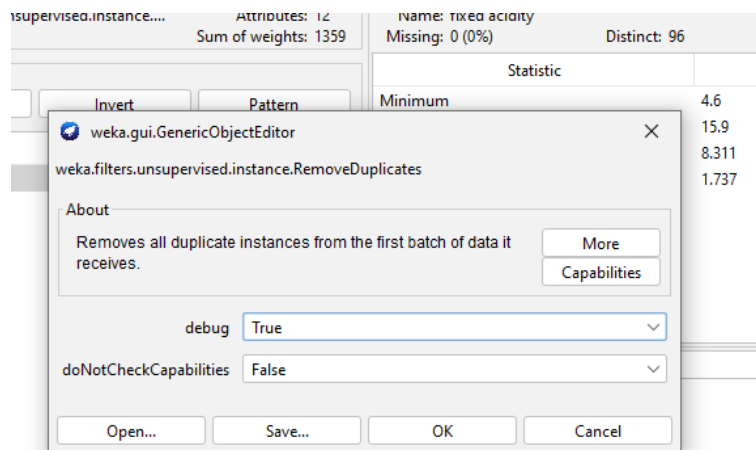 supervised.instance.... Attributes: 12
Sum of weights: 1359
Name: fixed acidity
Missing: 0 (0%) Distinct: 96
Statistic
Invert Pattern
Minimum 4.6
15.9
8.311
1.737
weka.gui.GenericObjectEditor
weka.filters.unsupervised.instance.RemoveDuplicates
About
Removes all duplicate instances from the first batch of data it
receives.
More
Capabilities
debug True
doNotCheckCapabilities False
Open... Save... OK Cancel